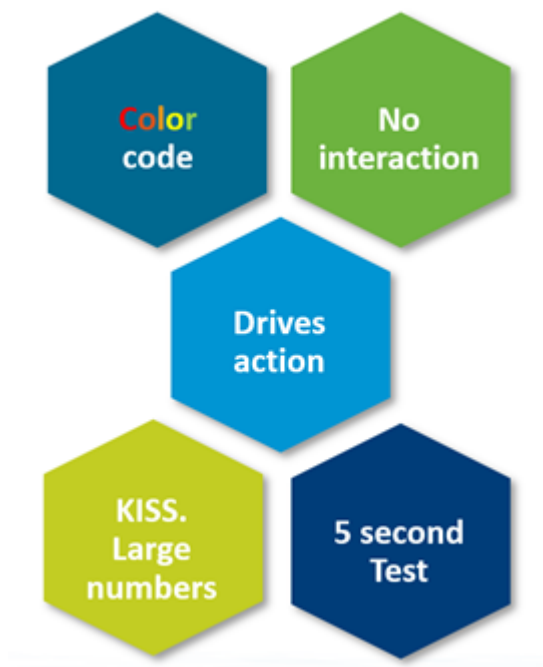 Color
code
No
interaction
Drives
action
KISS.
Large
numbers
5 second
Test